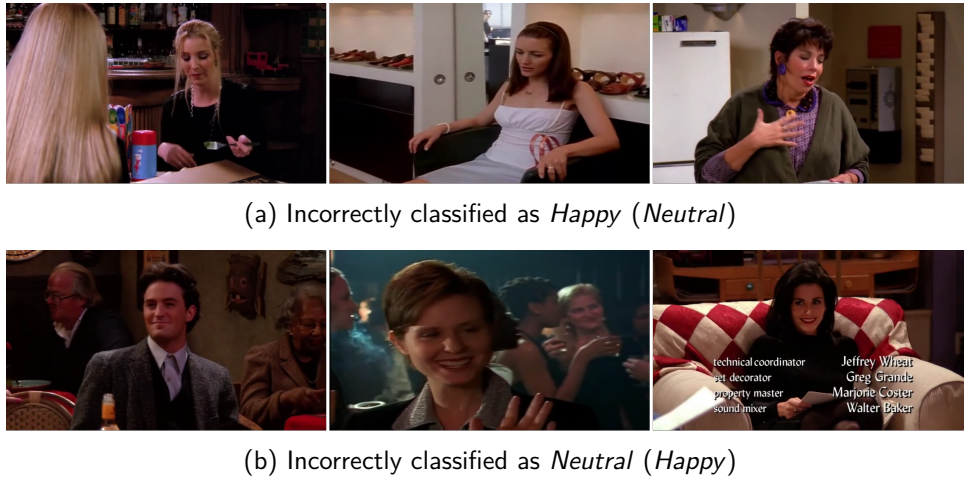 (a) Incorrectly classified as Happy (Neutral)
technical coordinator Jeffrey Wheat
set decorator Greg Grande
property master Marjorie Coster
sound mixer Walter Baker
(b) Incorrectly classified as Neutral (Happy)